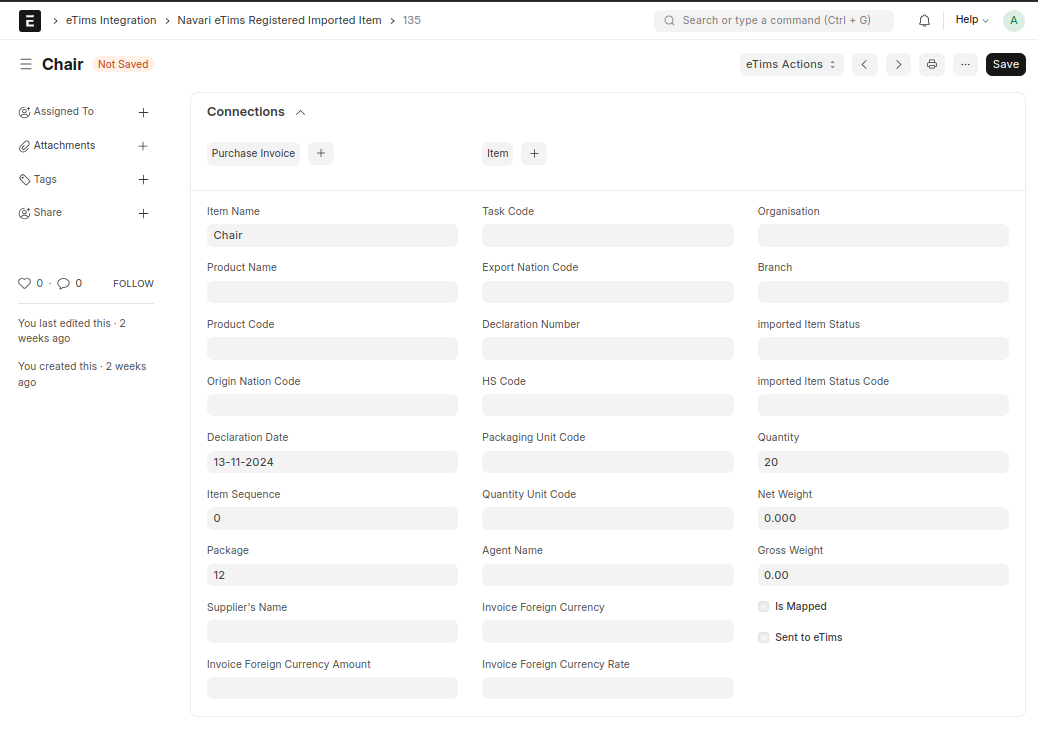 eTims Integration > Navari eTims Registered Imported Item > 135
Search or type a command (Ctrl + G)
Help
A
Chair
Not Saved
eTims Actions
...
Save
Assigned To
Attachments
Tags
Share
0 · 0
FOLLOW
You last edited this · 2
weeks ago
You created this · 2 weeks
ago
Connections
Purchase Invoice
Item
Item Name
Chair
Product Name
Product Code
Origin Nation Code
Declaration Date
13-11-2024
Item Sequence
0
Package
12
Supplier's Name
Invoice Foreign Currency Amount
Task Code
Export Nation Code
Declaration Number
HS Code
Packaging Unit Code
Quantity Unit Code
Agent Name
Invoice Foreign Currency
Invoice Foreign Currency Rate
Organisation
Branch
imported Item Status
imported Item Status Code
Quantity
20
Net Weight
0.000
Gross Weight
0.00
Is Mapped
Sent to eTims